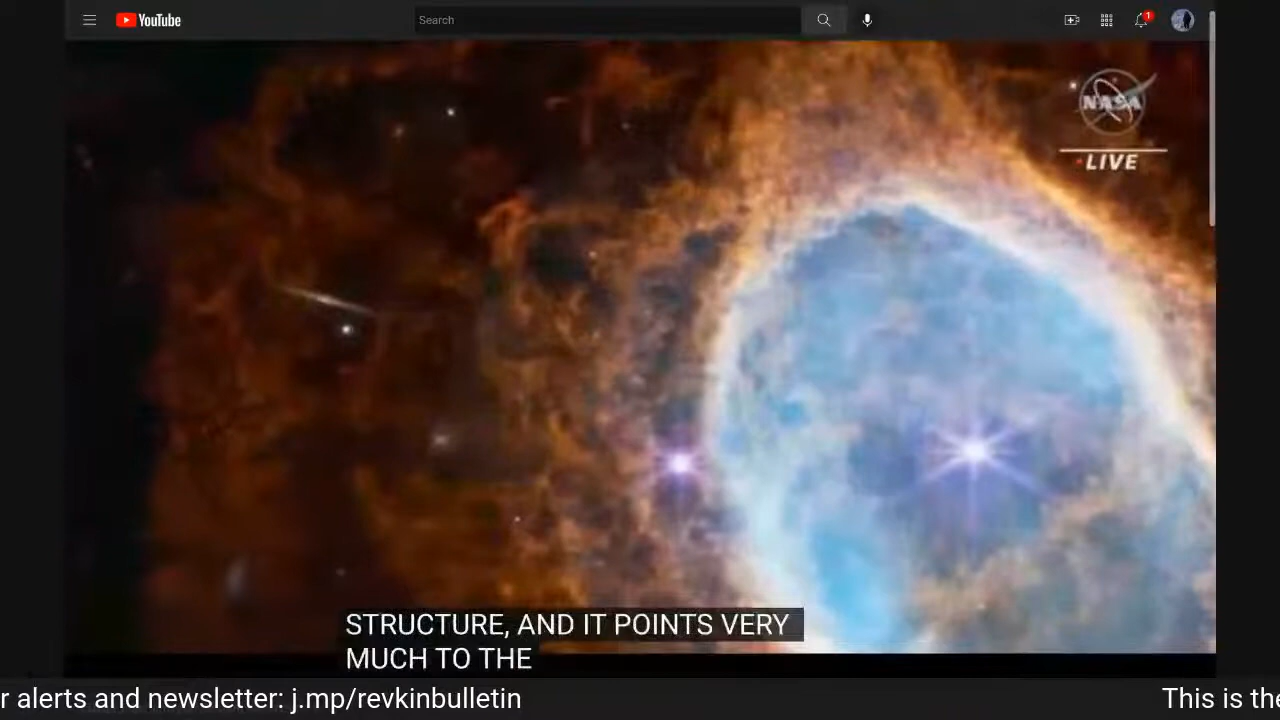 YouTube
Search
1
NASA
LIVE
STRUCTURE, AND IT POINTS VERY
MUCH TO THE
r alerts and newsletter: j.mp/revkinbulletin
This is the